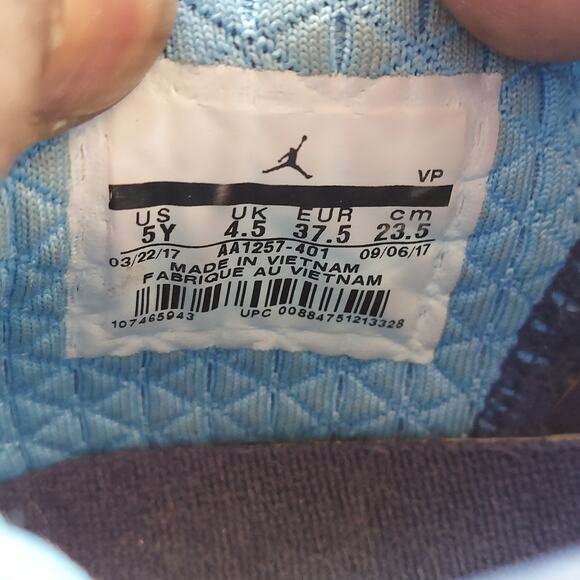 VP
US UK EUR cm
5Y 4.5 37.5 23.5
03/22/17 AA1257-401 09/06/17
MADE IN VIETNAM
FABRIQUE AU VIETNAM
107465943 UPC 00884751213328